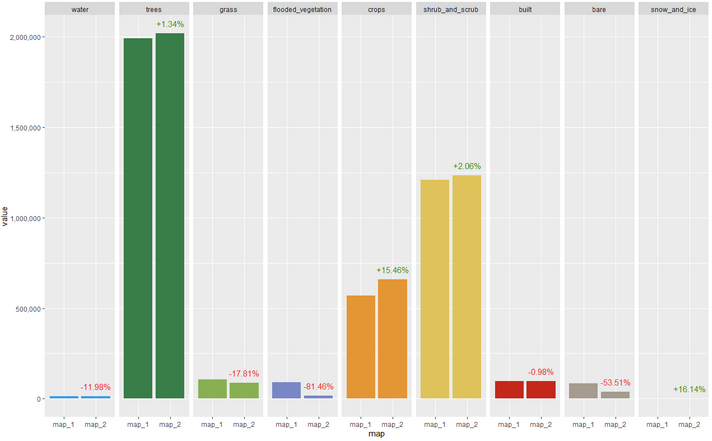 water trees grass flooded_vegetation crops shrub_and_scrub built bare snow_and_ice
+1.34%
2,000,000
1,500,000
+2.06%
value
1,000,000
+15.46%
500,000
-11.98% -17.81% -81.46% -0.98% -53.51% +16.14%
0
map_1 map_2 map_1 map_2 map_1 map_2 map_1 map_2 map_1 map_2 map_1 map_2 map_1 map_2 map_1 map_2 map_1 map_2
map